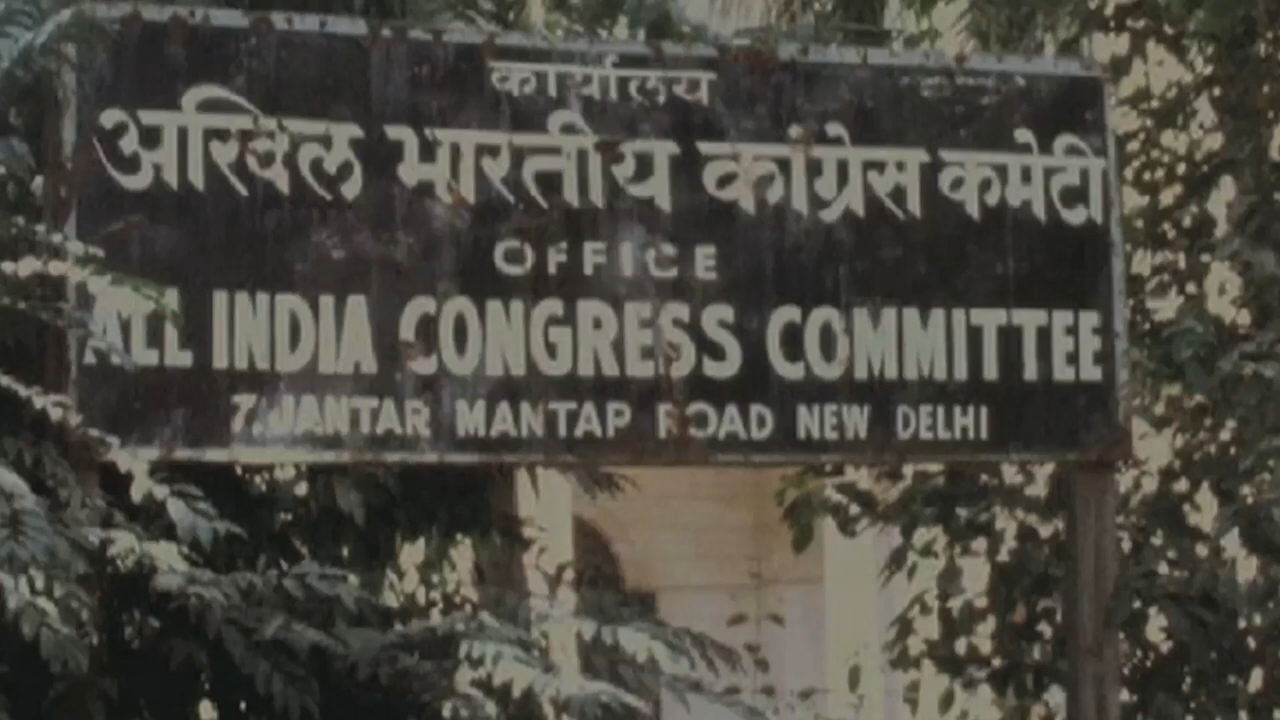 कार्यालय
अखिल भारतीय कांग्रेस कमेटी
OFFICE
ALL INDIA CONGRESS COMMITTEE
7, JANTAR MANTAP ROAD NEW DELHI